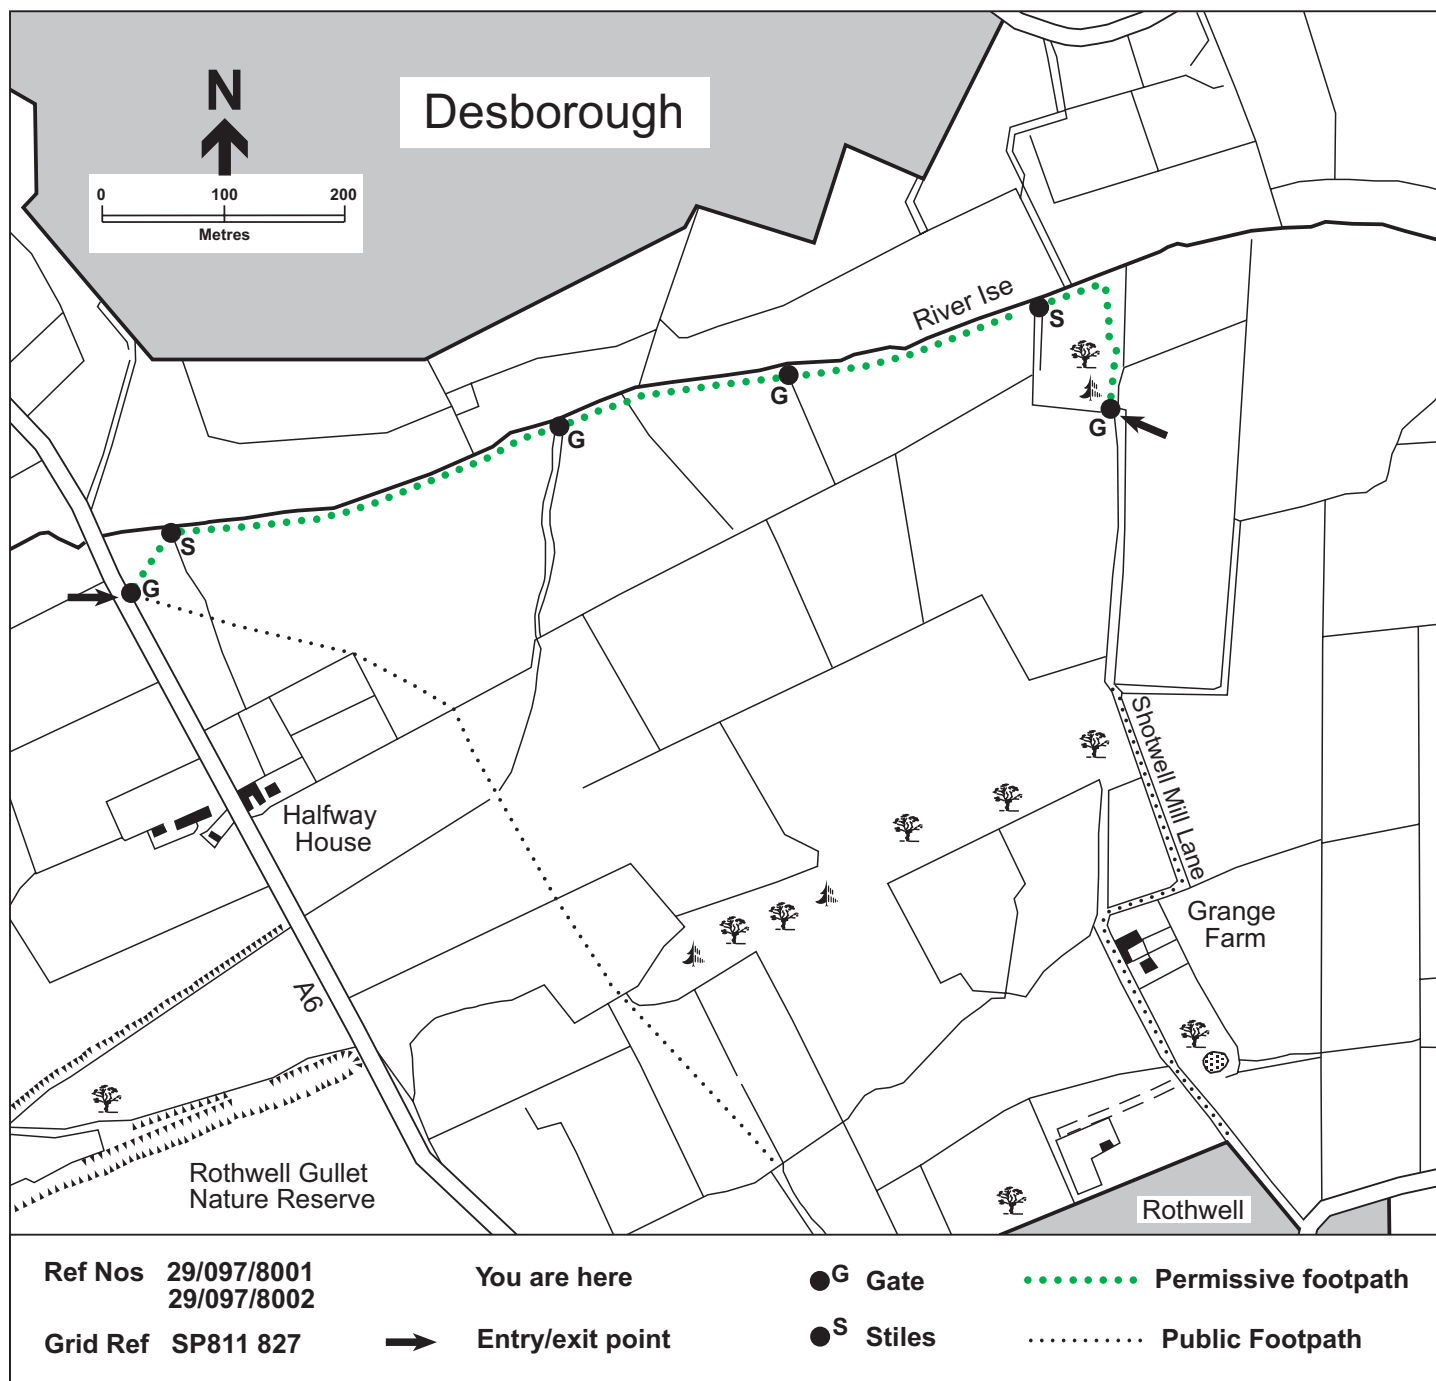 Desborough
N
0 100 200
Metres
River Ise
S
G
G
G
S
G
Shotwell Mill Lane
Halfway
House
Grange
Farm
A6
Rothwell Gullet
Nature Reserve
Rothwell
Ref Nos 29/097/8001
29/097/8002
Grid Ref SP811 827
You are here
Entry/exit point
G Gate
S Stiles
Permissive footpath
Public Footpath